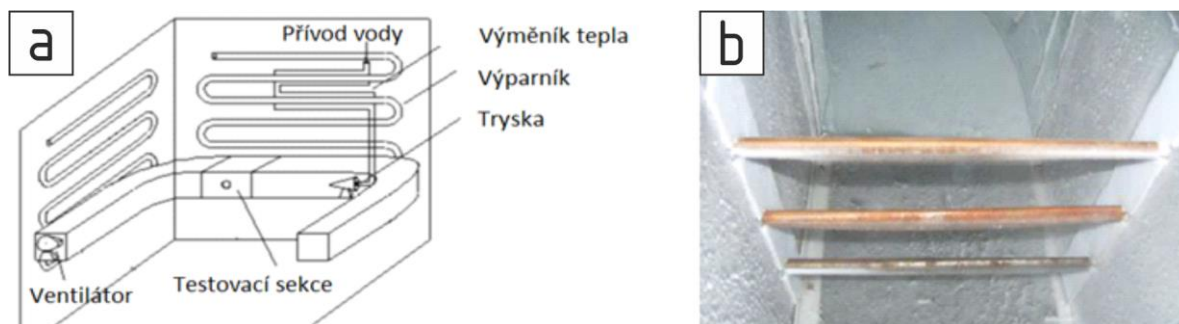 a
Přívod vody
Výměník tepla
Výparník
Tryska
Testovací sekce
Ventilátor
b